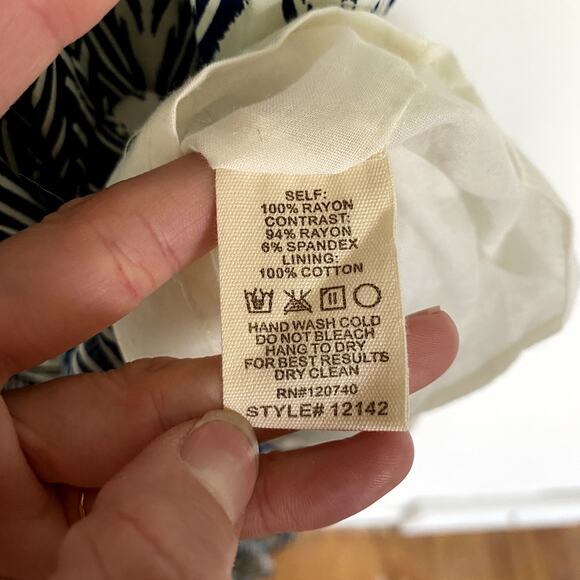 SELF:
100% RAYON
CONTRAST:
94% RAYON
6% SPANDEX
LINING:
100% COTTON
HAND WASH COLD
DO NOT BLEACH
HANG TO DRY
FOR BEST RESULTS
DRY CLEAN
RN#120740
STYLE# 12142